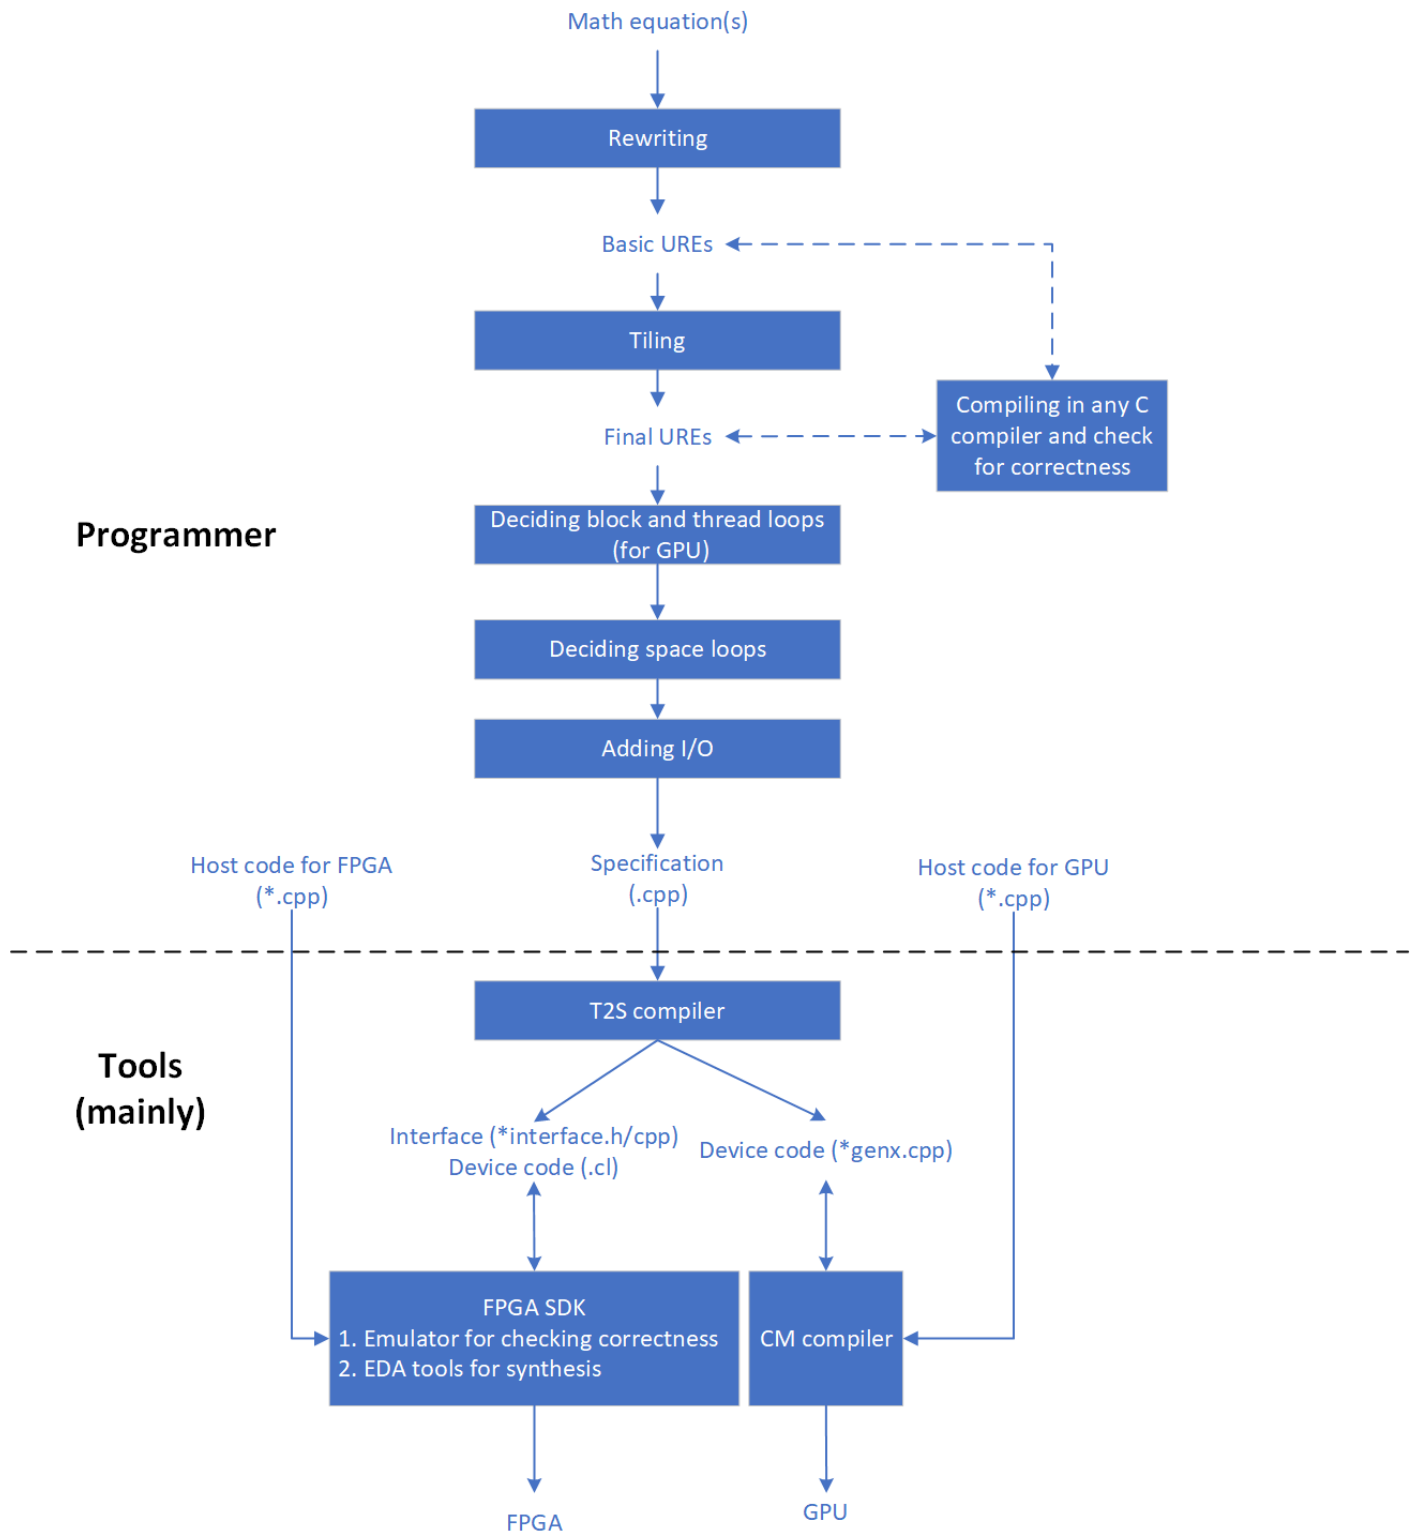 Math equation(s)
Rewriting
Basic UREs
Tiling
Compiling in any C
compiler and check
for correctness
Final UREs
Deciding block and thread loops
(for GPU)
Programmer
Deciding space loops
Adding I/O
Host code for FPGA
(*.cpp)
Specification
(.cpp)
Host code for GPU
(*.cpp)
T2S compiler
Tools
(mainly)
Interface (*interface.h/cpp)
Device code (.cl)
Device code (*genx.cpp)
FPGA SDK
1. Emulator for checking correctness
2. EDA tools for synthesis
CM compiler
FPGA
GPU